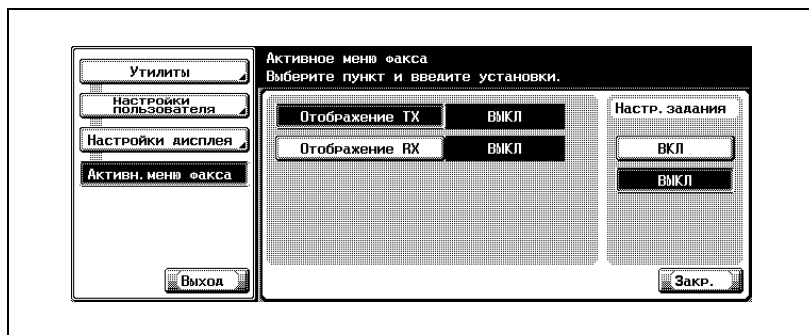 Утилиты
Настройки
пользователя
Настройки дисплея
Активн.меню факса
Выход
Активное меню факса
Выберите пункт и введите установки.
Отображение TX ВЫКЛ
Отображение RX ВЫКЛ
Настр. задания
ВКЛ
ВЫКЛ
Закр.